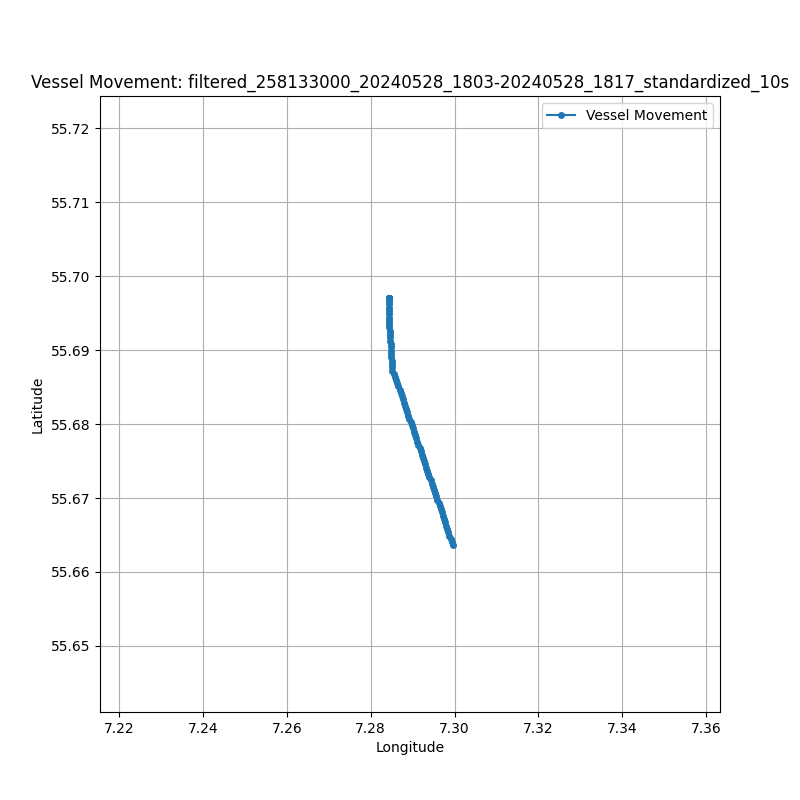 Vessel Movement: filtered_258133000_20240528_1803-20240528_1817_standardized_10s
Vessel Movement
55.72
55.71
55.70
55.69
55.68
55.67
55.66
55.65
Latitude
7.22 7.24 7.26 7.28 7.30 7.32 7.34 7.36
Longitude